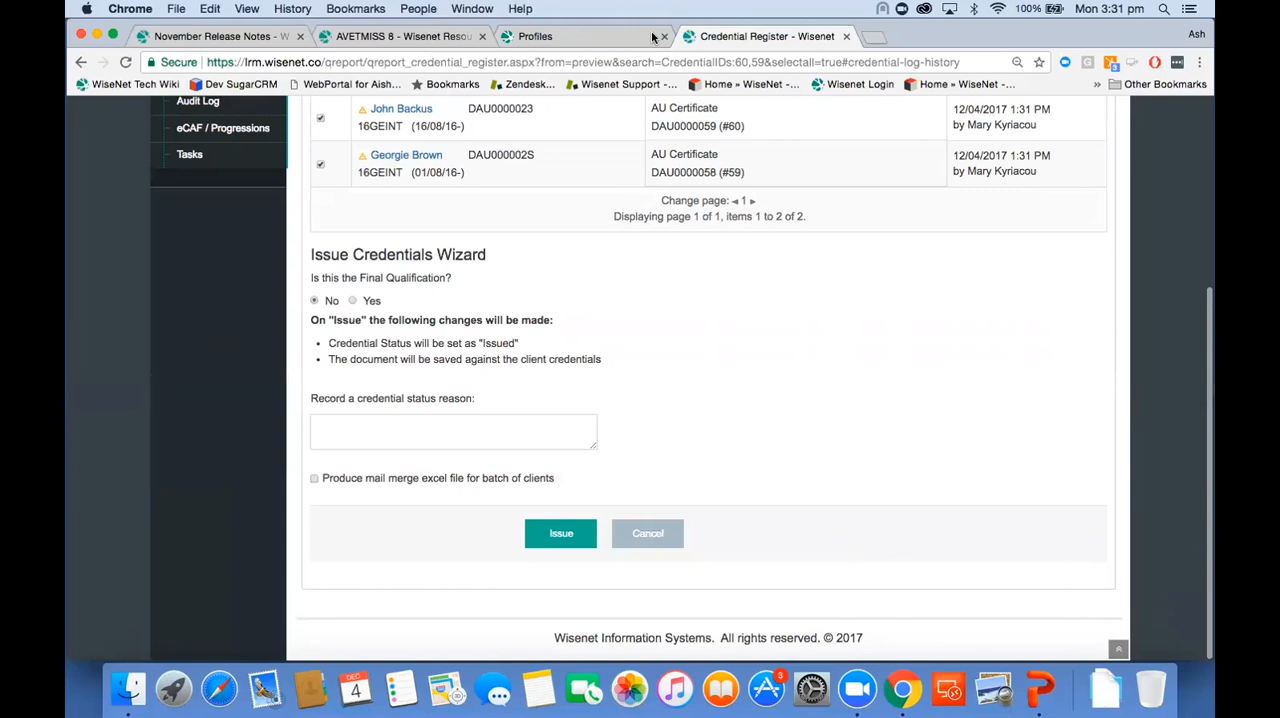 Chrome File Edit View History Bookmarks People Window Help 100% Mon 3:31 pm
November Release Notes - W AVETMISS 8 - Wisenet Resou Profiles Credential Register - Wisenet Ash
Secure https://lrm.wisenet.co/qreport/qreport_credential_register.aspx?from=preview&search=CredentialIDs:60,59&selectall=true#credential-log-history
WiseNet Tech Wiki Dev SugarCRM WebPortal for Aish... Bookmarks Zendesk... Wisenet Support -... Home » WiseNet -... Wisenet Login Home » WiseNet -... » Other Bookmarks
Audit Log
eCAF / Progressions
Tasks
John Backus DAU0000023 AU Certificate 12/04/2017 1:31 PM
16GEINT (16/08/16-) DAU0000059 (#60) by Mary Kyriacou
Georgie Brown DAU000002S AU Certificate 12/04/2017 1:31 PM
16GEINT (01/08/16-) DAU0000058 (#59) by Mary Kyriacou
Change page: 1
Displaying page 1 of 1, items 1 to 2 of 2.
Issue Credentials Wizard
Is this the Final Qualification?
No Yes
On "Issue" the following changes will be made:
• Credential Status will be set as "Issued"
• The document will be saved against the client credentials
Record a credential status reason:
Produce mail merge excel file for batch of clients
Issue Cancel
Wisenet Information Systems. All rights reserved. © 2017
DEC
4
3